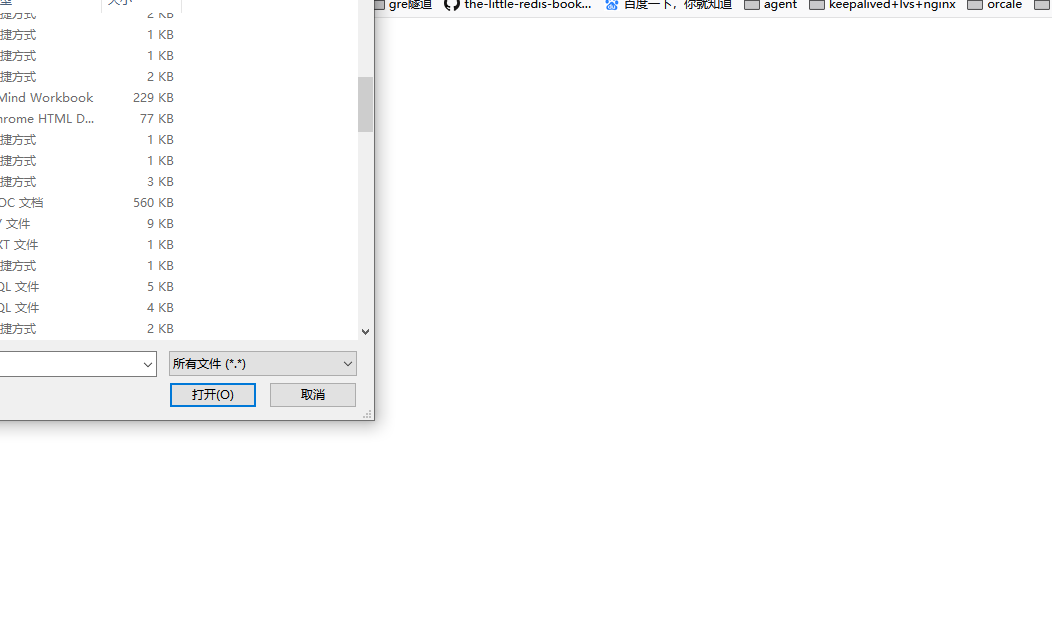 gre隧道 the-little-redis-book... 百度一下，你就知道 agent keepalived+lvs+nginx orcale
型 大小
捷方式 2 KB
捷方式 1 KB
捷方式 1 KB
捷方式 2 KB
Mind Workbook 229 KB
hrome HTML D... 77 KB
捷方式 1 KB
捷方式 1 KB
捷方式 3 KB
OC 文档 560 KB
文件 9 KB
XT 文件 1 KB
捷方式 1 KB
QL 文件 5 KB
QL 文件 4 KB
捷方式 2 KB
所有文件 (*.*)
打开(O) 取消